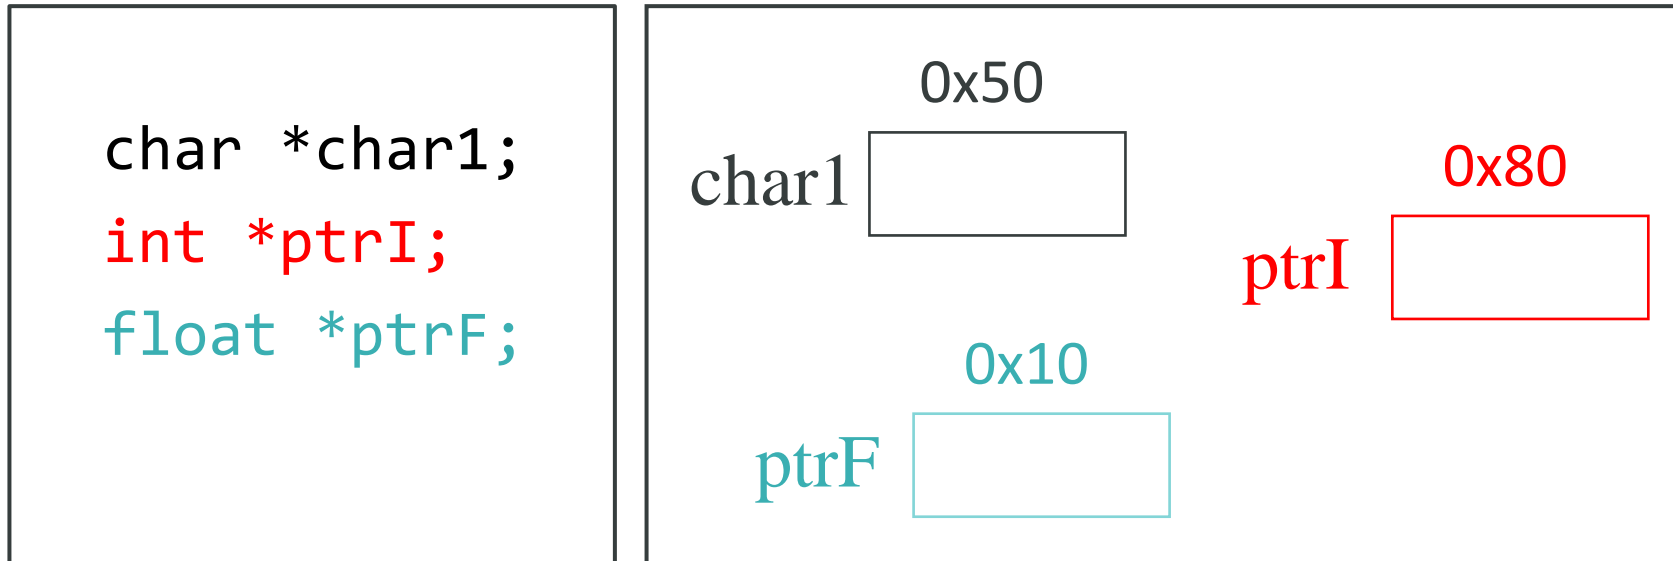 char *char1;
int *ptrI;
float *ptrF;
0x50
char1
0x80
ptrI
0x10
ptrF